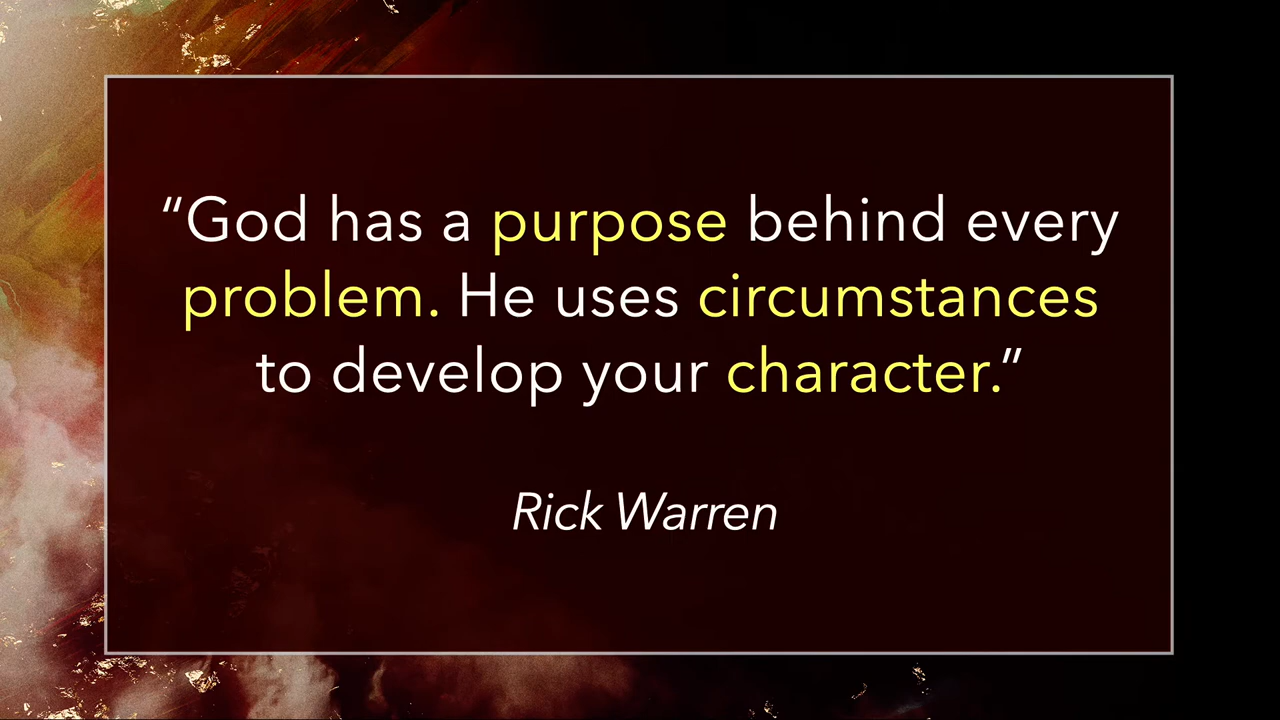 “God has a purpose behind every
problem. He uses circumstances
to develop your character.”
Rick Warren